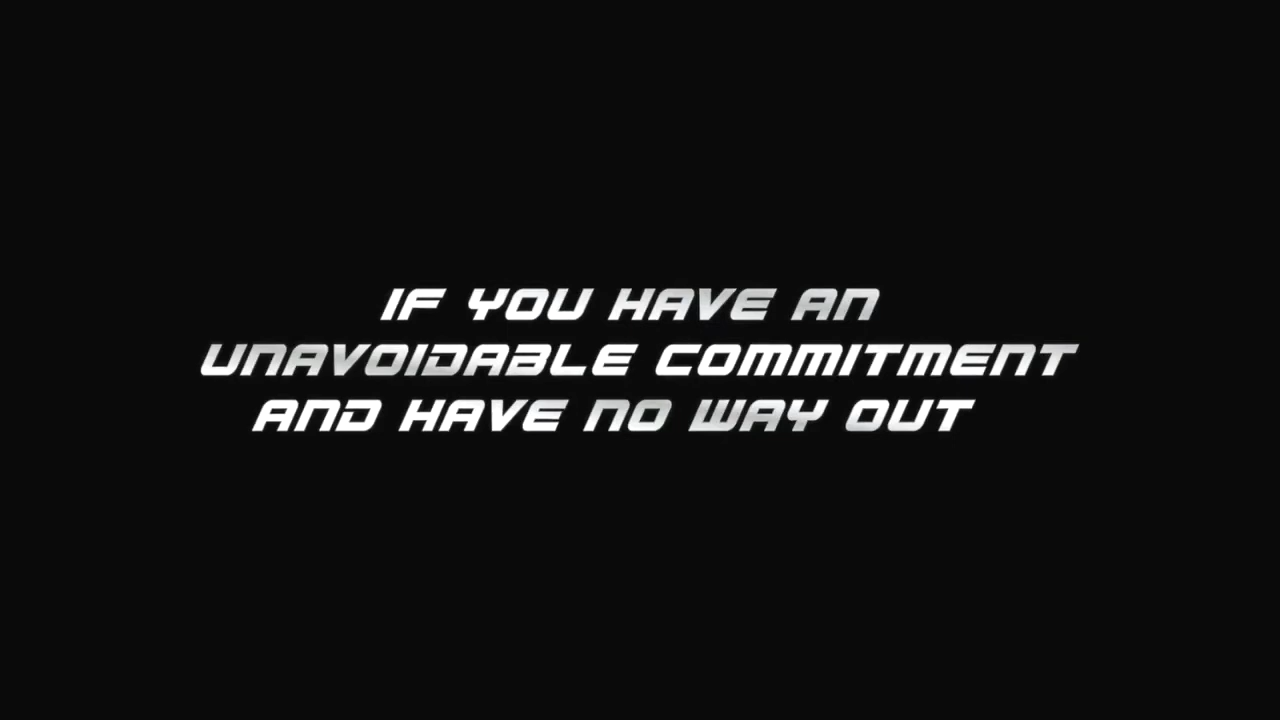 IF YOU HAVE AN
UNAVOIDABLE COMMITMENT
AND HAVE NO WAY OUT